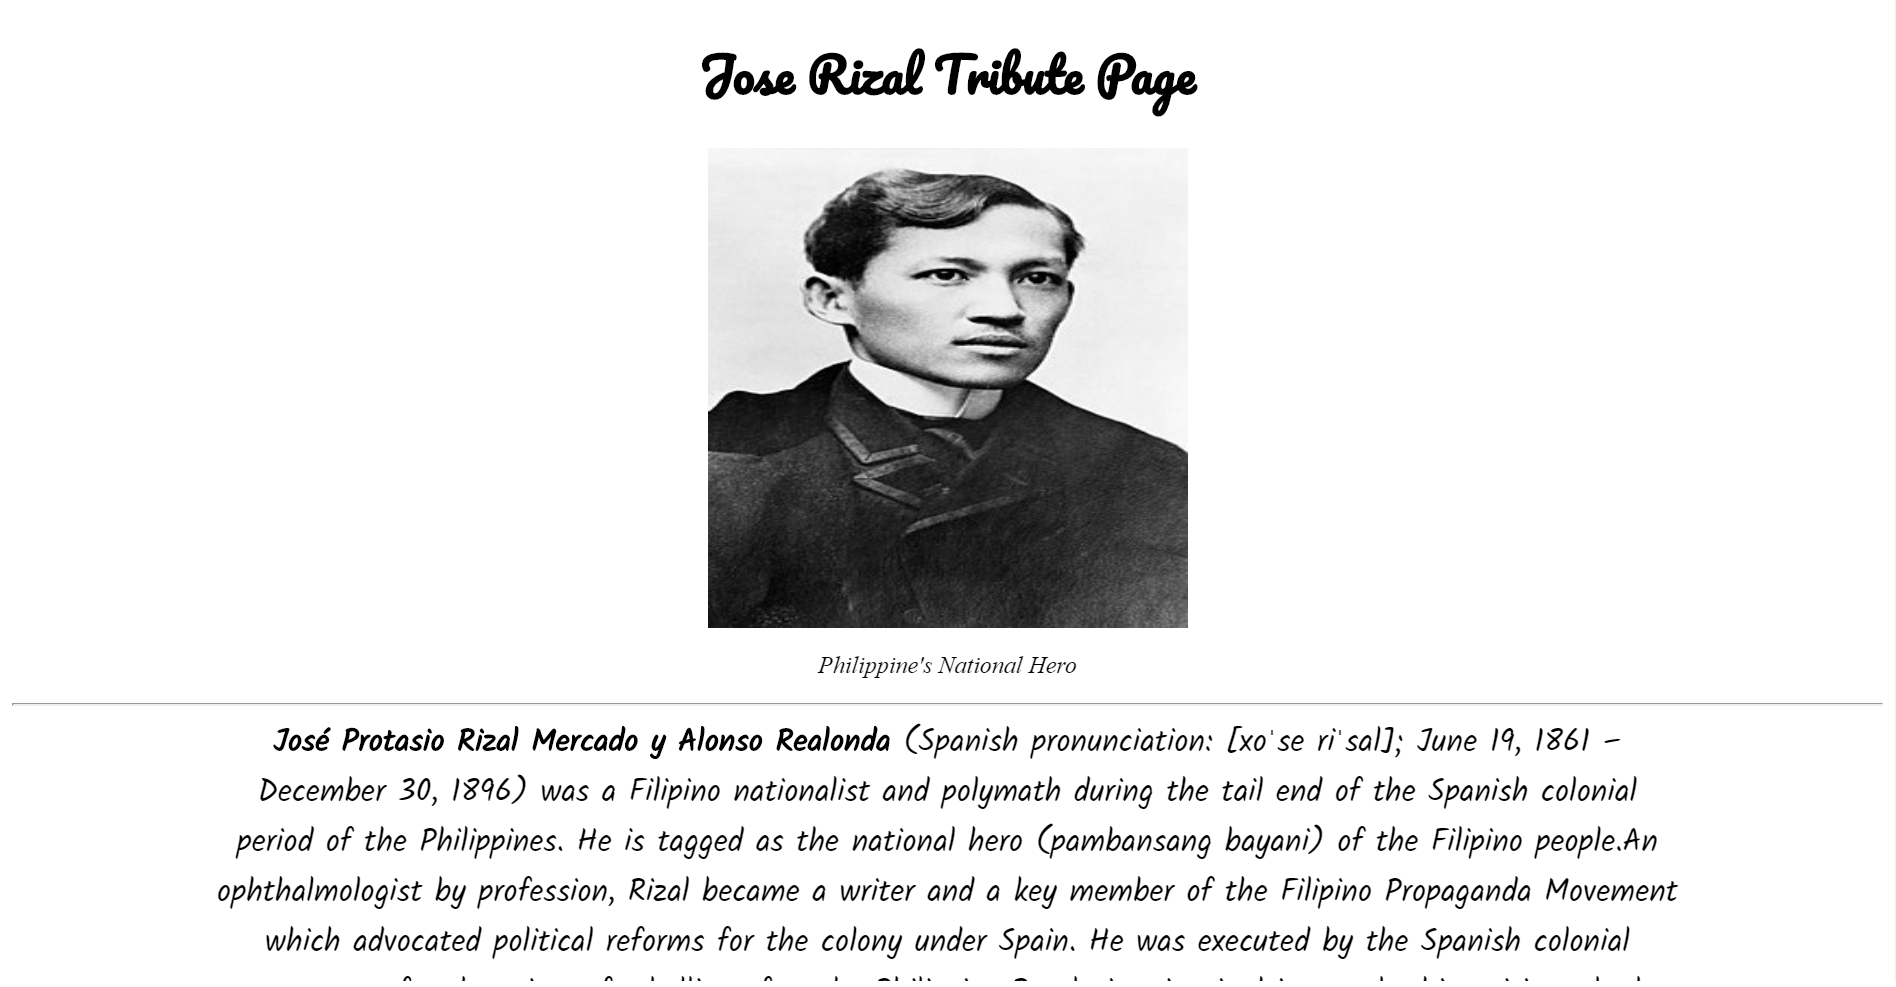 Jose Rizal Tribute Page
Philippine's National Hero
José Protasio Rizal Mercado y Alonso Realonda (Spanish pronunciation: [xoˈse riˈsal]; June 19, 1861 –
December 30, 1896) was a Filipino nationalist and polymath during the tail end of the Spanish colonial
period of the Philippines. He is tagged as the national hero (pambansang bayani) of the Filipino people.An
ophthalmologist by profession, Rizal became a writer and a key member of the Filipino Propaganda Movement
which advocated political reforms for the colony under Spain. He was executed by the Spanish colonial